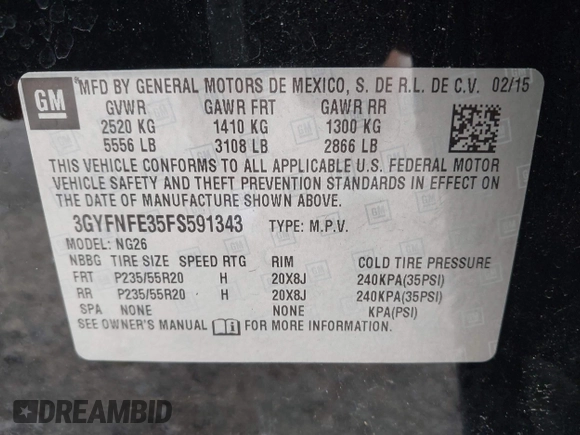 GM
MFD BY GENERAL MOTORS DE MEXICO, S. DE R.L. DE C.V. 02/15
GVWR GAWR FRT GAWR RR
2520 KG 1410 KG 1300 KG
5556 LB 3108 LB 2866 LB
THIS VEHICLE CONFORMS TO ALL APPLICABLE U.S. FEDERAL MOTOR
VEHICLE SAFETY AND THEFT PREVENTION STANDARDS IN EFFECT ON
THE DATE OF MANUFACTURE SHOWN ABOVE.
3GYFNFE35FS591343 TYPE: M.P.V.
MODEL: NG26
NBBG TIRE SIZE SPEED RTG RIM COLD TIRE PRESSURE
FRT P235/55R20 H 20X8J 240KPA(35PSI)
RR P235/55R20 H 20X8J 240KPA(35PSI)
SPA NONE NONE KPA(PSI)
SEE OWNER'S MANUAL FOR MORE INFORMATION.
DREAMBID